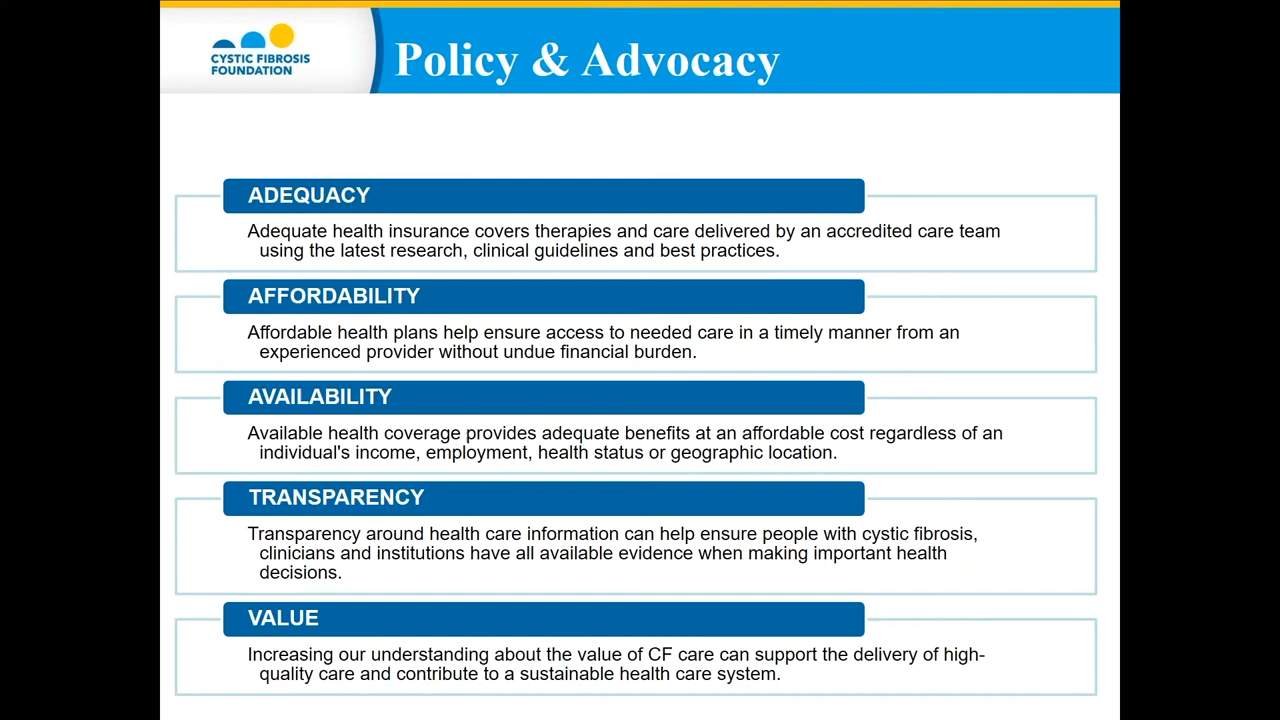 CYSTIC FIBROSIS
FOUNDATION
Policy & Advocacy
ADEQUACY
Adequate health insurance covers therapies and care delivered by an accredited care team
using the latest research, clinical guidelines and best practices.
AFFORDABILITY
Affordable health plans help ensure access to needed care in a timely manner from an
experienced provider without undue financial burden.
AVAILABILITY
Available health coverage provides adequate benefits at an affordable cost regardless of an
individual's income, employment, health status or geographic location.
TRANSPARENCY
Transparency around health care information can help ensure people with cystic fibrosis,
clinicians and institutions have all available evidence when making important health
decisions.
VALUE
Increasing our understanding about the value of CF care can support the delivery of high-
quality care and contribute to a sustainable health care system.